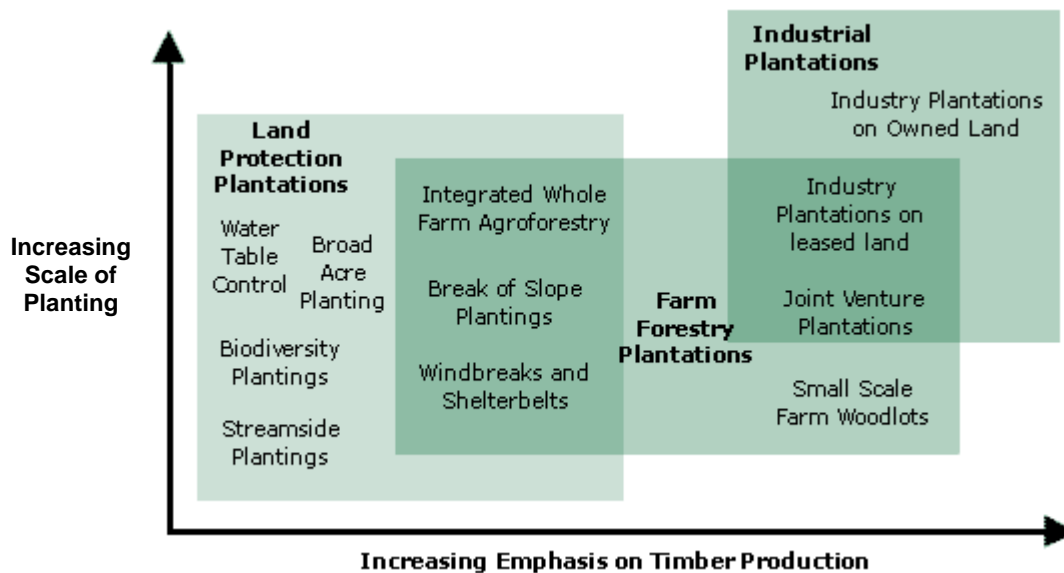 Industrial
Plantations
Industry Plantations
on Owned Land
Land
Protection
Plantations
Integrated Whole
Farm Agroforestry
Industry
Plantations on
leased land
Water
Table
Control
Broad
Acre
Planting
Increasing
Scale of
Planting
Break of Slope
Plantings
Farm
Forestry
Plantations
Joint Venture
Plantations
Biodiversity
Plantings
Windbreaks and
Shelterbelts
Small Scale
Farm Woodlots
Streamside
Plantings
Increasing Emphasis on Timber Production